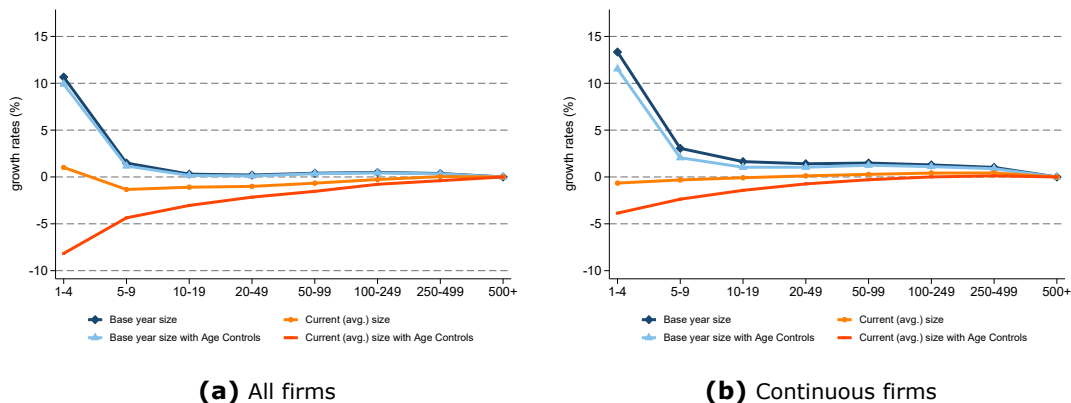 growth rates (%)
15
10
5
0
-5
-10
1-4 5-9 10-19 20-49 50-99 100-249 250-499 500+
Base year size
Current (avg.) size
Base year size with Age Controls
Current (avg.) size with Age Controls
(a) All firms
growth rates (%)
15
10
5
0
-5
-10
1-4 5-9 10-19 20-49 50-99 100-249 250-499 500+
Base year size
Current (avg.) size
Base year size with Age Controls
Current (avg.) size with Age Controls
(b) Continuous firms